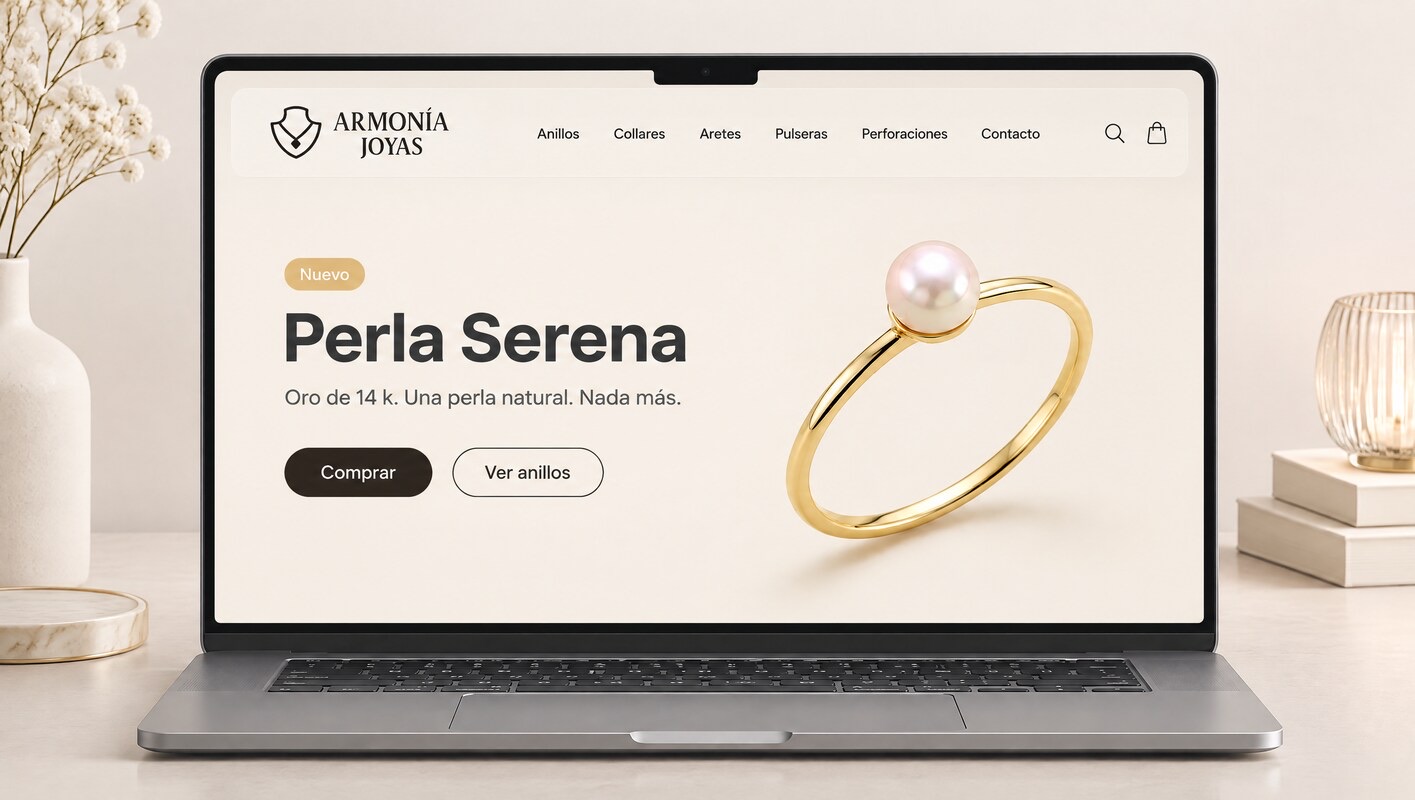 ARMONÍA
JOYAS
Anillos Collares Aretes Pulseras Perforaciones Contacto
Nuevo
Perla Serena
Oro de 14 k. Una perla natural. Nada más.
Comprar Ver anillos